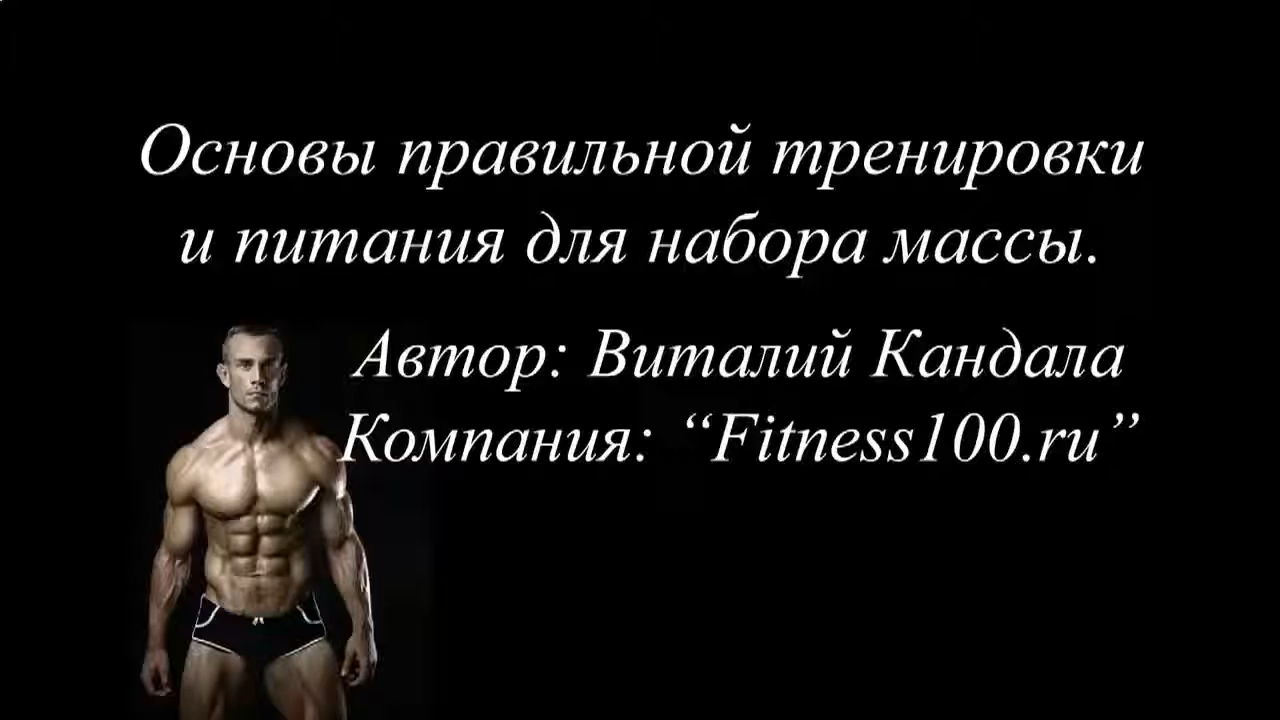 Основы правильной тренировки
и питания для набора массы.
Автор: Виталий Кандала
Компания: “Fitness100.ru”